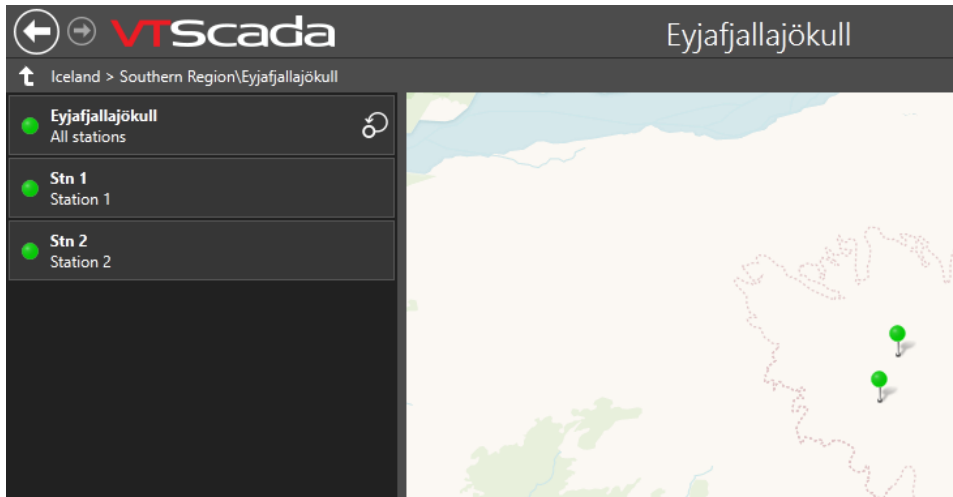 VTScada
Eyjafjallajökull
Iceland > Southern Region\Eyjafjallajökull
Eyjafjallajökull
All stations
Stn 1
Station 1
Stn 2
Station 2